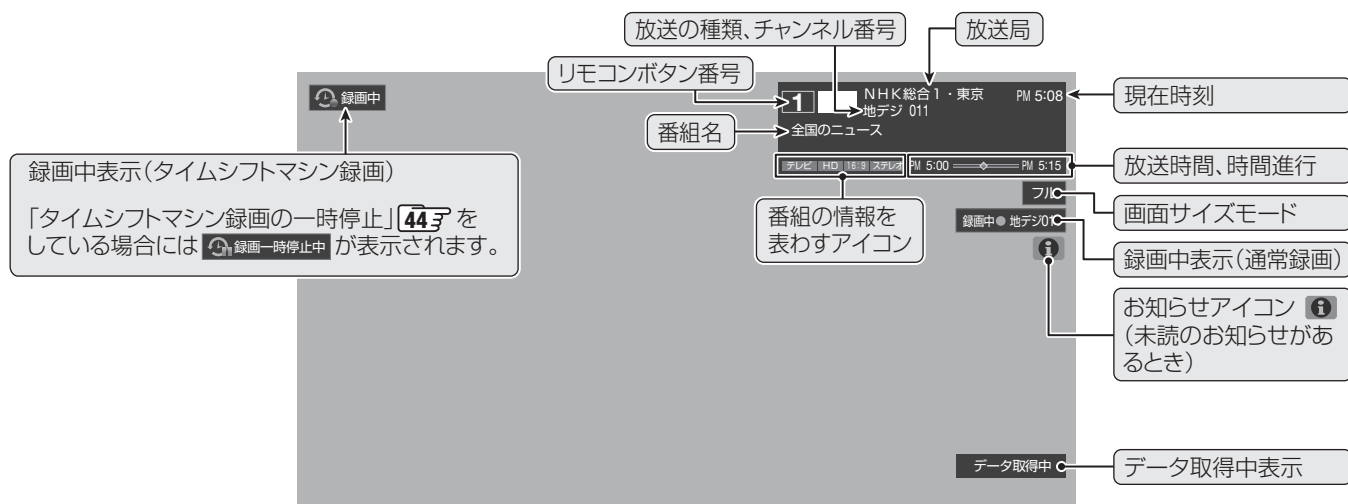 放送の種類、チャンネル番号
放送局
リモコンボタン番号
録画中
1
NHK総合1・東京
PM 5:08
現在時刻
地デジ 011
番組名
全国のニュース
録画中表示(タイムシフトマシン録画)
「タイムシフトマシン録画の一時停止」44 を
している場合には 録画一時停止中 が表示されます。
テレビ HD 16:9 ステレオ
PM 5:00
PM 5:15
放送時間、時間進行
フル
画面サイズモード
番組の情報を
表わすアイコン
録画中● 地デジ01
録画中表示(通常録画)
お知らせアイコン
(未読のお知らせがあ
るとき)
データ取得中
データ取得中表示